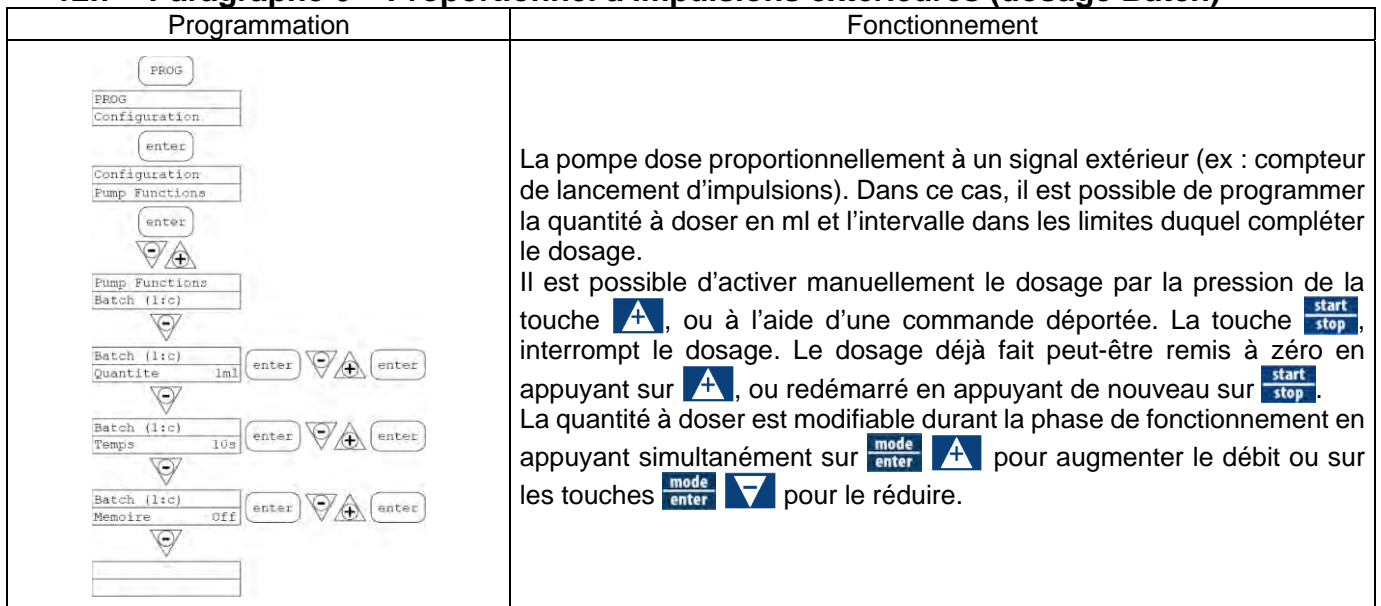 Paragraphe – Proportionnel à impulsions extérieures (dosage Batch)
Programmation
Fonctionnement
PROG
PROG
Configuration
enter
Configuration
Pump Functions
enter
- +
Pump Functions
Batch (1:c)
-
Batch (1:c)
Quantite 1ml enter - + enter
-
Batch (1:c)
Temps 10s enter - + enter
-
Batch (1:c)
Memoire Off enter - + enter
-
La pompe dose proportionnellement à un signal extérieur (ex : compteur
de lancement d'impulsions). Dans ce cas, il est possible de programmer
la quantité à doser en ml et l'intervalle dans les limites duquel compléter
le dosage.
Il est possible d'activer manuellement le dosage par la pression de la
touche +, ou à l'aide d'une commande déportée. La touche start stop,
interrompt le dosage. Le dosage déjà fait peut-être remis à zéro en
appuyant sur +, ou redémarré en appuyant de nouveau sur start stop.
La quantité à doser est modifiable durant la phase de fonctionnement en
appuyant simultanément sur mode enter + pour augmenter le débit ou sur
les touches mode enter − pour le réduire.